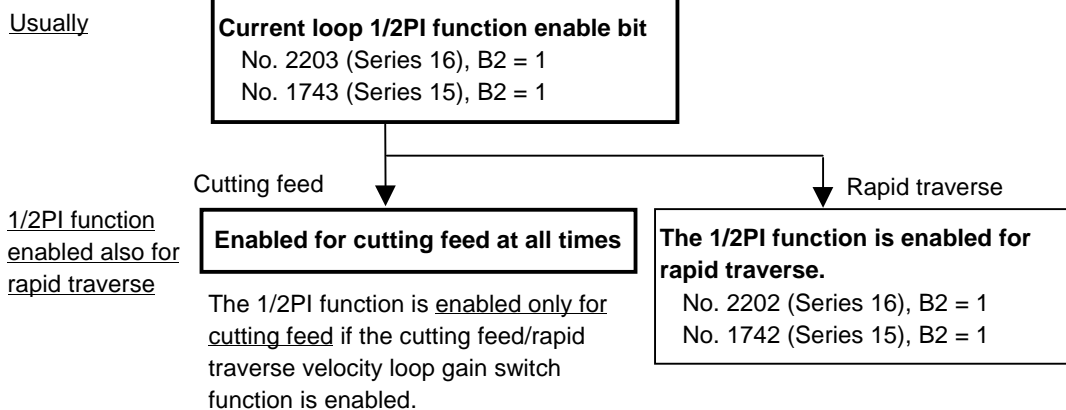 Usually
Current loop 1/2PI function enable bit
No. 2203 (Series 16), B2 = 1
No. 1743 (Series 15), B2 = 1
Cutting feed
Rapid traverse
1/2PI function
enabled also for
rapid traverse
Enabled for cutting feed at all times
The 1/2PI function is enabled only for
cutting feed if the cutting feed/rapid
traverse velocity loop gain switch
function is enabled.
The 1/2PI function is enabled for
rapid traverse.
No. 2202 (Series 16), B2 = 1
No. 1742 (Series 15), B2 = 1